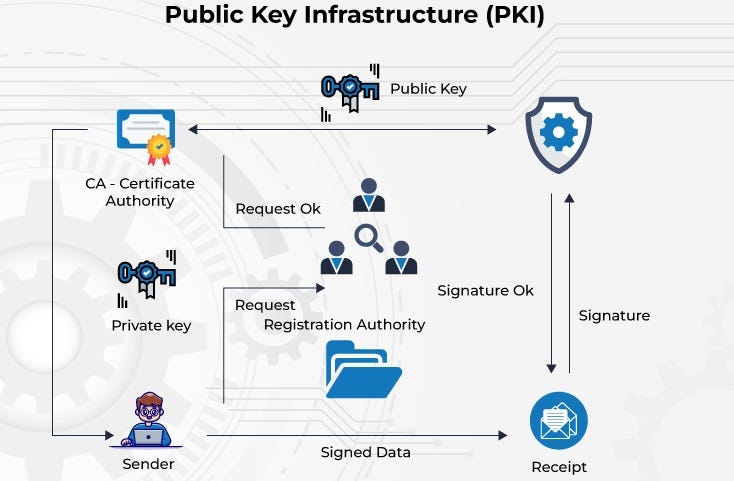 Public Key Infrastructure (PKI)
Public Key
CA - Certificate
Authority
Request Ok
Private key
Request
Registration Authority
Signature Ok
Signature
Sender
Signed Data
Receipt